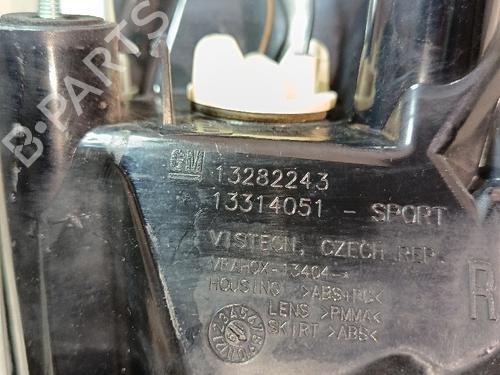 B-PARTS
GM 13282243
13314051 - SPORT
VISTEON, CZECH REP.
HOUSING >ABS+PC<
LENS >PMMA<
SKIRT >ABS<
R